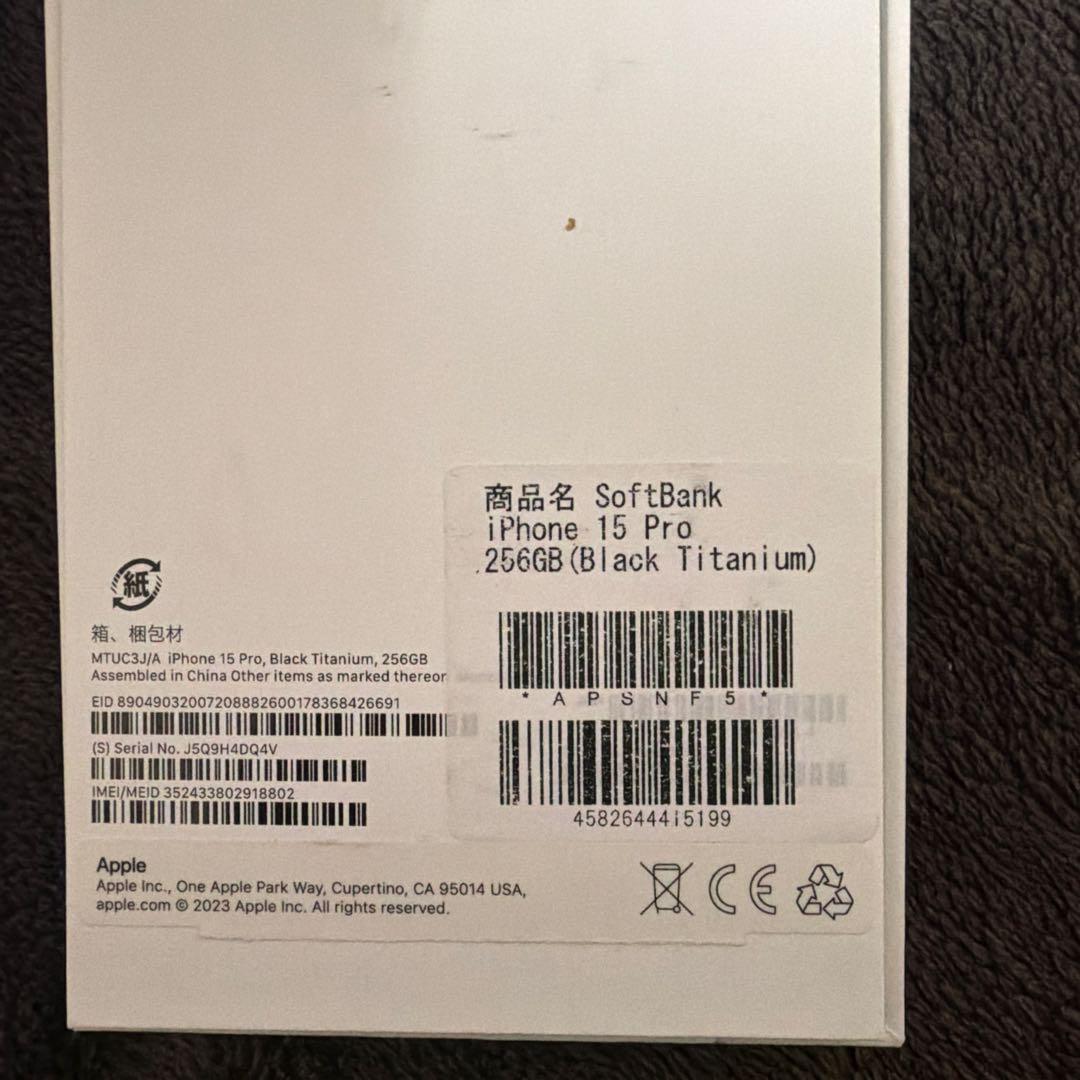 商品名 SoftBank
iPhone 15 Pro
256GB(Black Titanium)
*APSNF5*
4582644415199
紙
箱、梱包材
MTUC3J/A iPhone 15 Pro, Black Titanium, 256GB
Assembled in China Other items as marked thereon
EID 89049032007208882600178368426691
(S) Serial No. J5Q9H4DQ4V
IMEI/MEID 352433802918802
Apple
Apple Inc., One Apple Park Way, Cupertino, CA 95014 USA,
apple.com © 2023 Apple Inc. All rights reserved.
CE